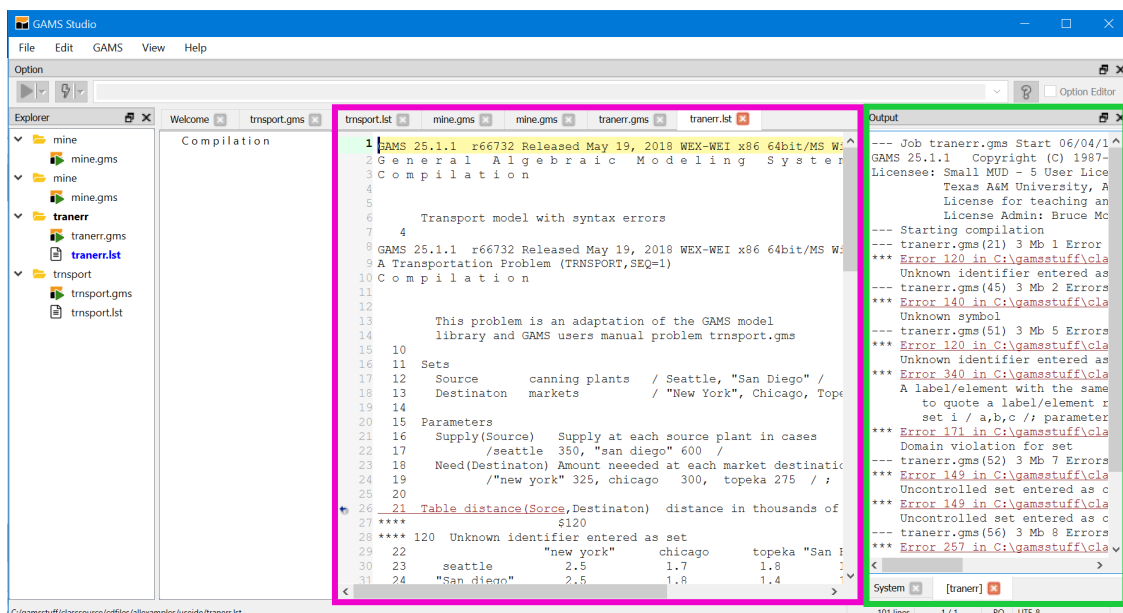 GAMS Studio
File Edit GAMS View Help
Option
Option Editor
Explorer
mine
mine.gms
mine
mine.gms
tranerr
tranerr.gms
tranerr.lst
trnsport
trnsport.gms
trnsport.lst
Welcome trnsport.gms
Compilation
trnsport.lst mine.gms mine.gms tranerr.gms tranerr.lst
1 GAMS 25.1.1 r66732 Released May 19, 2018 WEX-WEI x86 64bit/MS Wi
2 G e n e r a l A l g e b r a i c M o d e l i n g S y s t e
3 C o m p i l a t i o n
4
5
6 Transport model with syntax errors
7 4
8 GAMS 25.1.1 r66732 Released May 19, 2018 WEX-WEI x86 64bit/MS Wi
9 A Transportation Problem (TRNSPORT,SEQ=1)
10 C o m p i l a t i o n
11
12
13 This problem is an adaptation of the GAMS model
14 library and GAMS users manual problem trnsport.gms
15 10
16 11 Sets
17 12 Source canning plants / Seattle, "San Diego" /
18 13 Destinaton markets / "New York", Chicago, Tope
19 14
20 15 Parameters
21 16 Supply(Source) Supply at each source plant in cases
22 17 /seattle 350, "san diego" 600 /
23 18 Need(Destinaton) Amount neeeded at each market destinatio
24 19 /"new york" 325, chicago 300, topeka 275 / ;
25 20
26 21 Table distance(Sorce,Destinaton) distance in thousands of
27 **** $120
28 **** 120 Unknown identifier entered as set
29 22 "new york" chicago topeka "San
30 23 seattle 2.5 1.7 1.8
31 24 "San diego" 2.5 1.8 1.4
Output
--- Job tranerr.gms Start 06/04/1
GAMS 25.1.1 Copyright (C) 1987-
Licensee: Small MUD - 5 User Lice
Texas A&M University, A
License for teaching an
License Admin: Bruce Mc
--- Starting compilation
--- tranerr.gms(21) 3 Mb 1 Error
*** Error 120 in C:\gamsstuff\cla
Unknown identifier entered as
--- tranerr.gms(45) 3 Mb 2 Errors
*** Error 140 in C:\gamsstuff\cla
Unknown symbol
--- tranerr.gms(51) 3 Mb 5 Errors
*** Error 120 in C:\gamsstuff\cla
Unknown identifier entered as
*** Error 340 in C:\gamsstuff\cla
A label/element with the same
to quote a label/element r
set i / a,b,c /; parameter
*** Error 171 in C:\gamsstuff\cla
Domain violation for set
--- tranerr.gms(52) 3 Mb 7 Errors
*** Error 149 in C:\gamsstuff\cla
Uncontrolled set entered as c
*** Error 149 in C:\gamsstuff\cla
Uncontrolled set entered as c
--- tranerr.gms(56) 3 Mb 8 Errors
*** Error 257 in C:\gamsstuff\cla
System [tranerr]